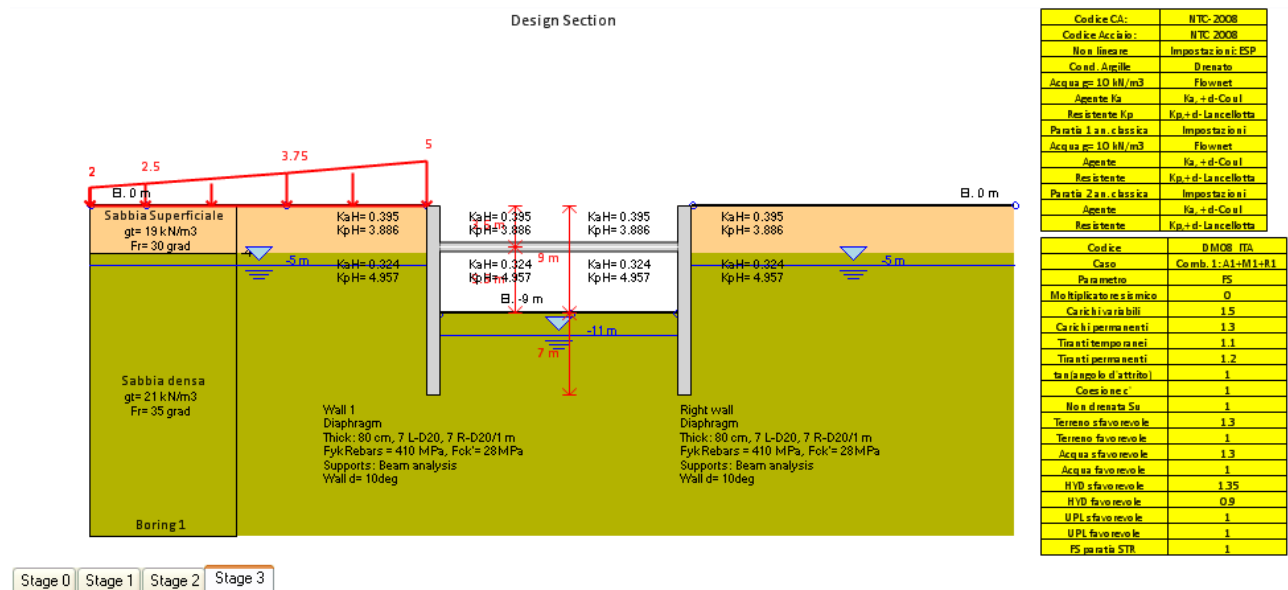 Design Section
2
2.5
3.75
5
El. 0 m
El. 0 m
Sabbia Superficiale
gt= 19 kN/m3
Fr= 30 grad
KaH= 0.395
KpH= 3.886
KaH= 0.395
KpH= 3.886
KaH= 0.395
KpH= 3.886
KaH= 0.395
KpH= 3.886
-4
-5 m
-5 m
9 m
KaH= 0.324
KpH= 4.957
KaH= 0.324
KpH= 4.957
KaH= 0.324
KpH= 4.957
KaH= 0.324
KpH= 4.957
El. -9 m
-11 m
7 m
Sabbia densa
gt= 21 kN/m3
Fr= 35 grad
Boring 1
Wall 1
Diaphragm
Thick: 80 cm, 7 L-D20, 7 R-D20/1 m
FykRebars = 410 MPa, Fck'= 28MPa
Supports: Beam analysis
Wall d= 10deg
Right wall
Diaphragm
Thick: 80 cm, 7 L-D20, 7 R-D20/1 m
FykRebars = 410 MPa, Fck'= 28MPa
Supports: Beam analysis
Wall d= 10deg
Codice CA: NTC-2008
Codice Acciaio: NTC 2008
Non lineare Impostazioni: ESP
Cond. Argille Drenato
Acqua g= 10 kN/m3 Flownet
Agente Ka Ka, +d-Coul
Resistente Kp Kp,+d-Lancellotta
Paratia 1 an. classica Impostazioni
Acqua g= 10 kN/m3 Flownet
Agente Ka, +d-Coul
Resistente Kp,+d-Lancellotta
Paratia 2 an. classica Impostazioni
Agente Ka, +d-Coul
Resistente Kp,+d-Lancellotta
Codice DM08_ITA
Caso Comb. 1: A1+M1+R1
Parametro FS
Moltiplicatore sismico 0
Carichi variabili 1.5
Carichi permanenti 1.3
Tiranti temporanei 1.1
Tiranti permanenti 1.2
tan(angolo d'attrito) 1
Coesione c' 1
Non drenata Su 1
Terreno sfavorevole 1.3
Terreno favorevole 1
Acqua sfavorevole 1.3
Acqua favorevole 1
HYD sfavorevole 1.35
HYD favorevole 0.9
UPL sfavorevole 1
UPL favorevole 1
FS paratia STR 1
Stage 0 Stage 1 Stage 2 Stage 3